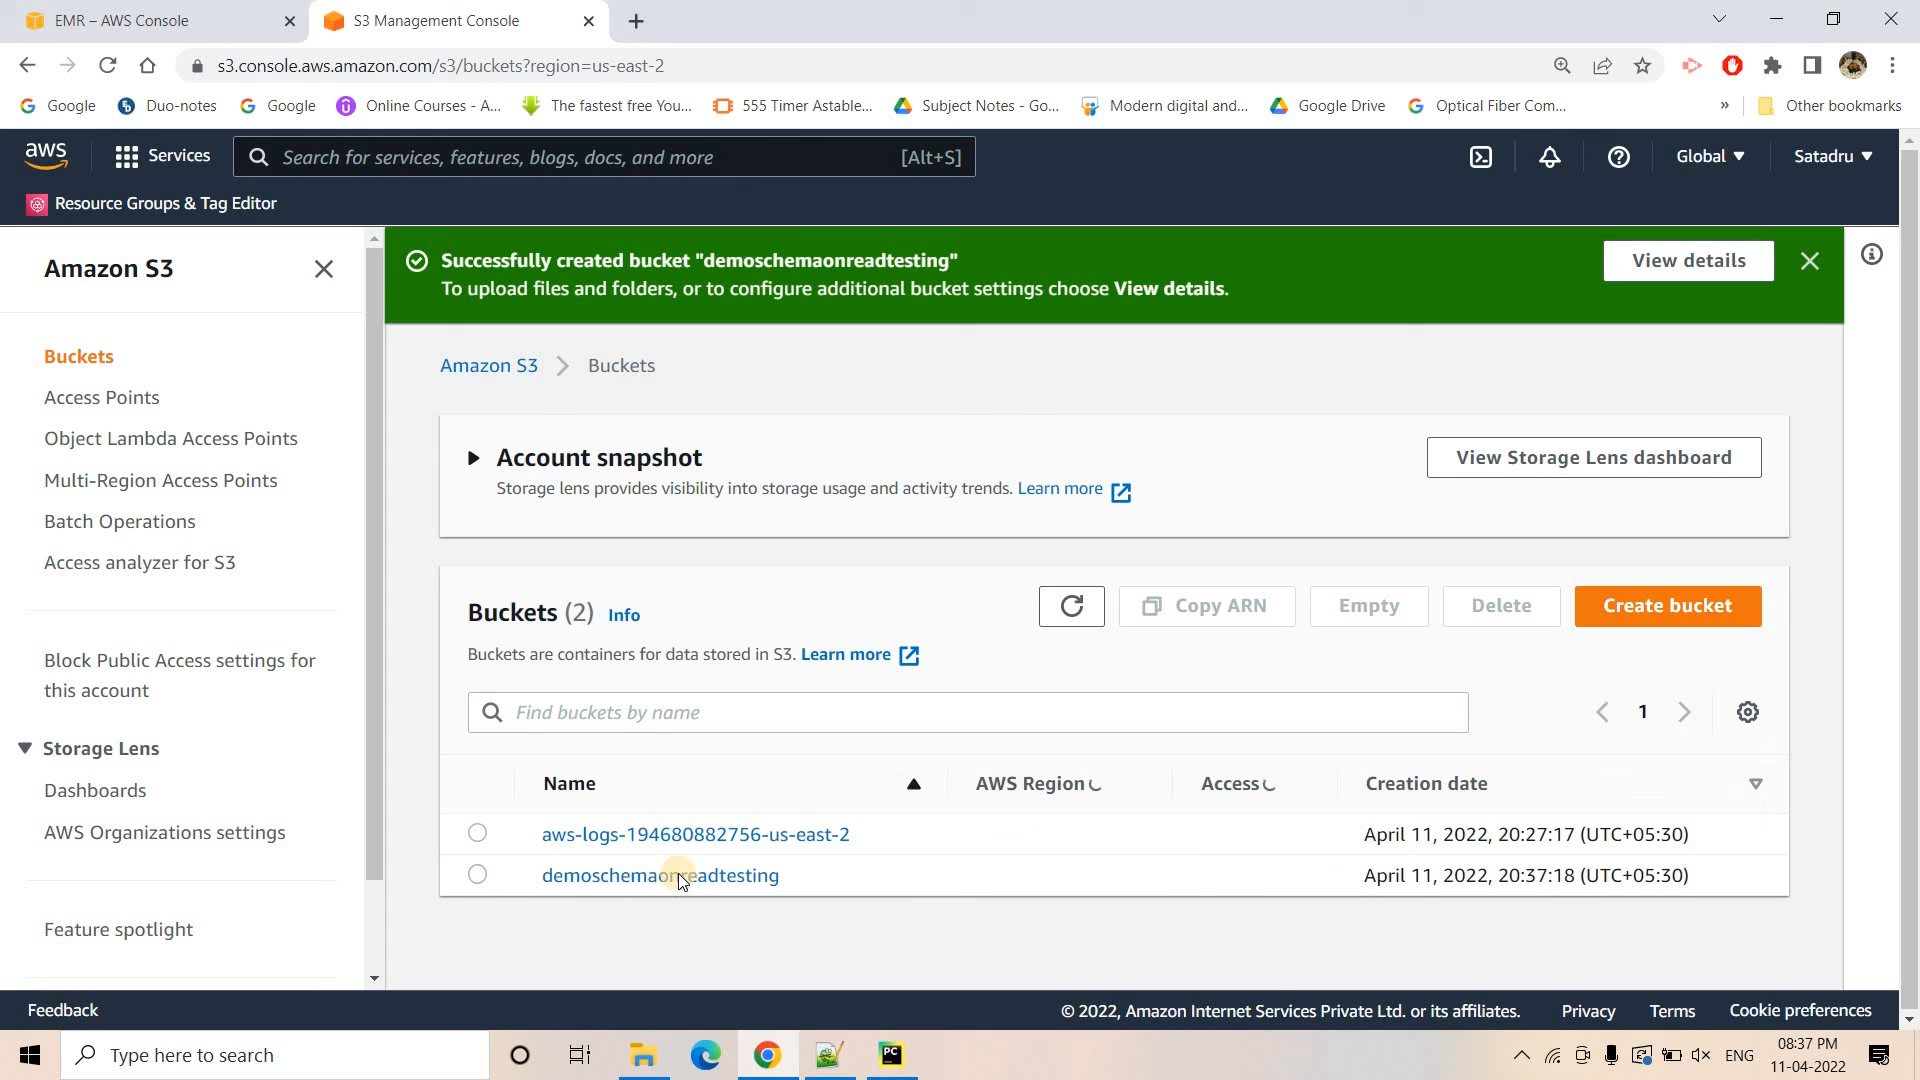 EMR – AWS Console
S3 Management Console
s3.console.aws.amazon.com/s3/buckets?region=us-east-2
Google
Duo-notes
Google
Online Courses - A...
The fastest free You...
555 Timer Astable...
Subject Notes - Go...
Modern digital and...
Google Drive
Optical Fiber Com...
»
Other bookmarks
aws
Services
Search for services, features, blogs, docs, and more
[Alt+S]
Global
Satadru
Resource Groups & Tag Editor
Amazon S3
Buckets
Access Points
Object Lambda Access Points
Multi-Region Access Points
Batch Operations
Access analyzer for S3
Block Public Access settings for
this account
Storage Lens
Dashboards
AWS Organizations settings
Feature spotlight
Successfully created bucket "demoschemaonreadtesting"
To upload files and folders, or to configure additional bucket settings choose View details.
View details
Amazon S3
Buckets
Account snapshot
Storage lens provides visibility into storage usage and activity trends. Learn more
View Storage Lens dashboard
Buckets (2) Info
Copy ARN
Empty
Delete
Create bucket
Buckets are containers for data stored in S3. Learn more
Find buckets by name
1
Name
AWS Region
Access
Creation date
aws-logs-194680882756-us-east-2
April 11, 2022, 20:27:17 (UTC+05:30)
demoschemaonreadtesting
April 11, 2022, 20:37:18 (UTC+05:30)
Feedback
© 2022, Amazon Internet Services Private Ltd. or its affiliates.
Privacy
Terms
Cookie preferences
Type here to search
PC
ENG
08:37 PM
11-04-2022